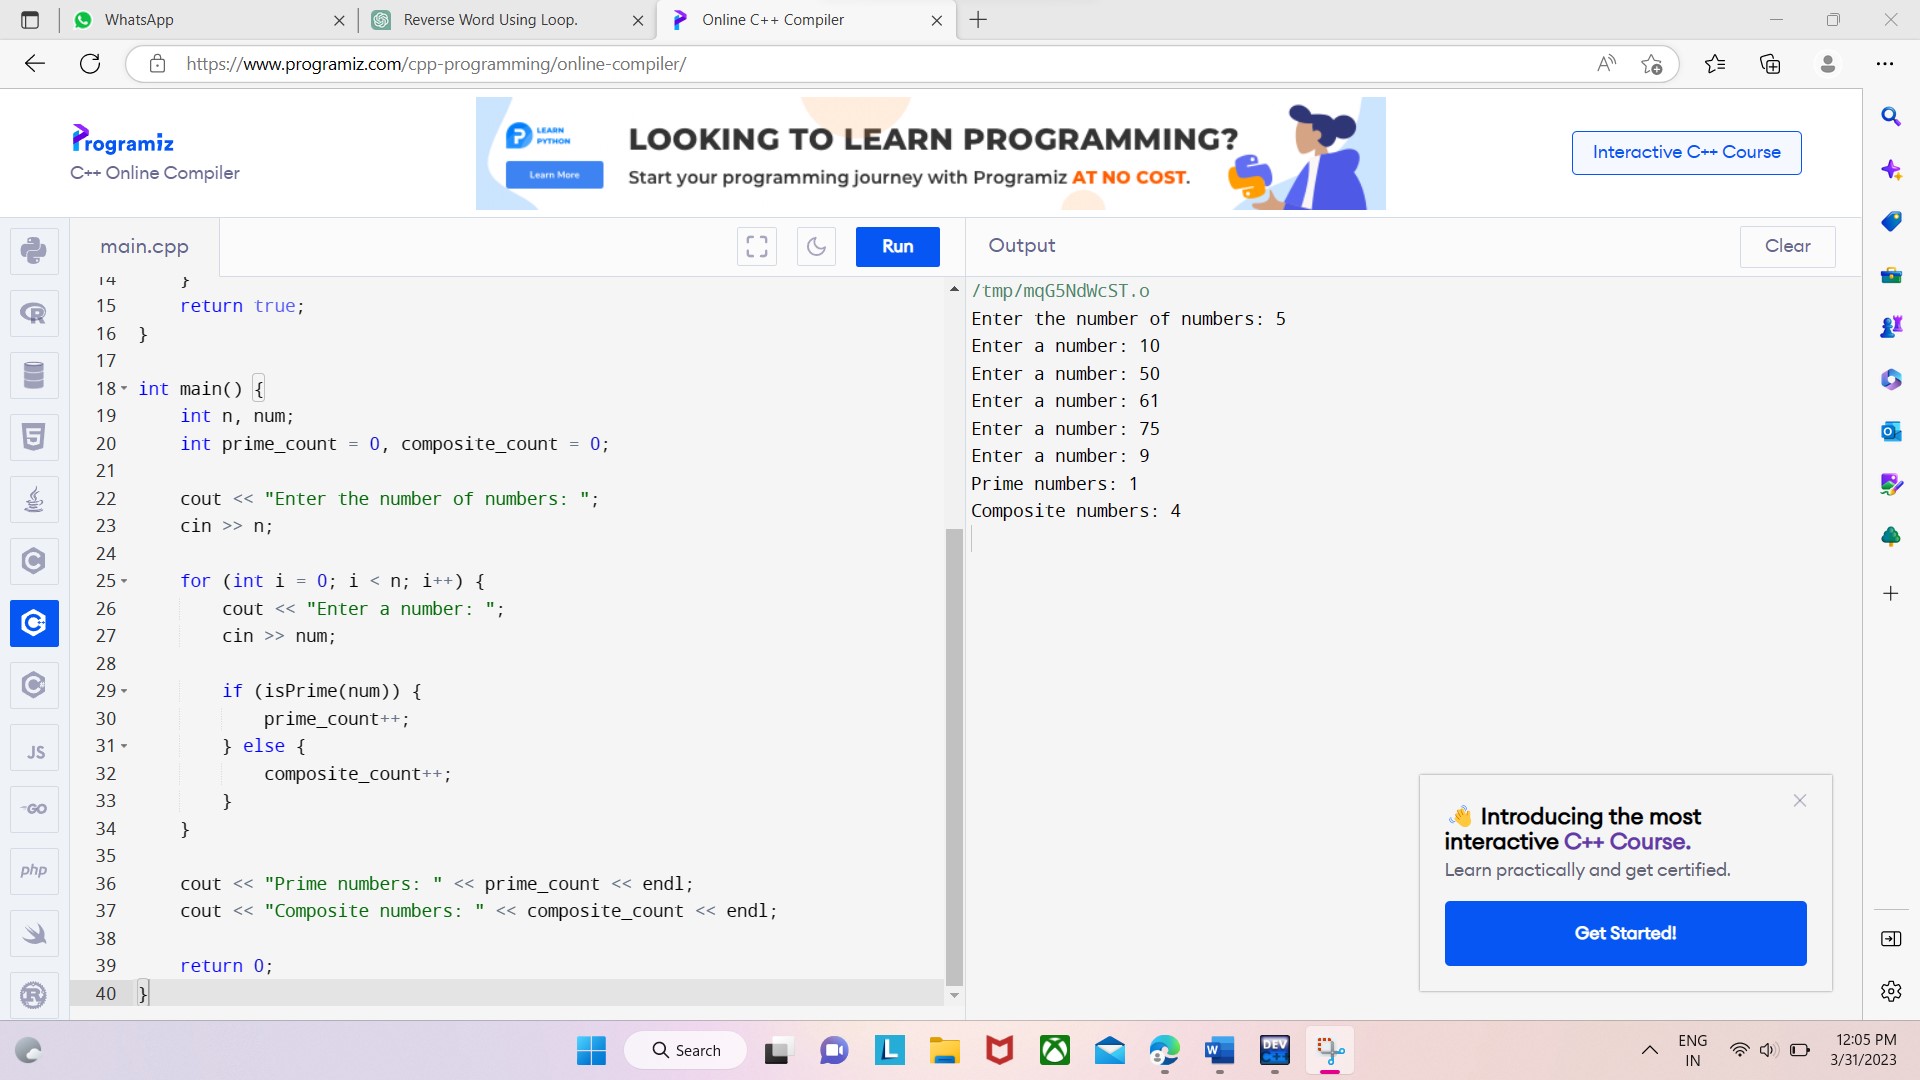 WhatsApp
Reverse Word Using Loop.
Online C++ Compiler
https://www.programiz.com/cpp-programming/online-compiler/
Programiz
C++ Online Compiler
LEARN PYTHON
Learn More
LOOKING TO LEARN PROGRAMMING?
Start your programming journey with Programiz AT NO COST.
Interactive C++ Course
main.cpp
Run
Output
Clear
14 }
15 return true;
16 }
17
18 int main() {
19 int n, num;
20 int prime_count = 0, composite_count = 0;
21
22 cout << "Enter the number of numbers: ";
23 cin >> n;
24
25 for (int i = 0; i < n; i++) {
26 cout << "Enter a number: ";
27 cin >> num;
28
29 if (isPrime(num)) {
30 prime_count++;
31 } else {
32 composite_count++;
33 }
34 }
35
36 cout << "Prime numbers: " << prime_count << endl;
37 cout << "Composite numbers: " << composite_count << endl;
38
39 return 0;
40 }
/tmp/mqG5NdWcST.o
Enter the number of numbers: 5
Enter a number: 10
Enter a number: 50
Enter a number: 61
Enter a number: 75
Enter a number: 9
Prime numbers: 1
Composite numbers: 4
👋 Introducing the most
interactive C++ Course.
Learn practically and get certified.
Get Started!
JS
GO
php
Search
DEV C++
ENG
IN
12:05 PM
3/31/2023